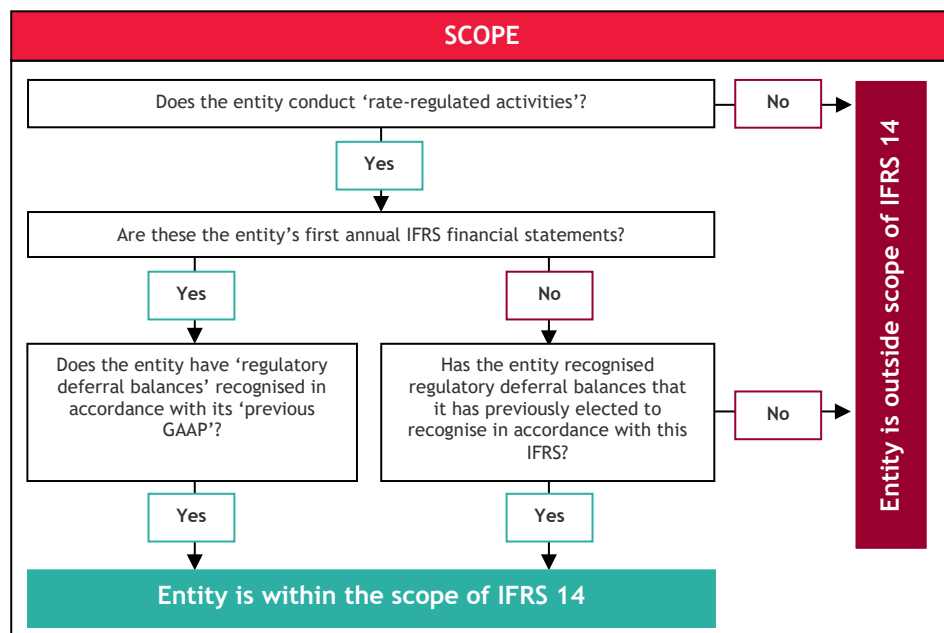 SCOPE
Does the entity conduct ‘rate-regulated activities’?
No
Yes
Are these the entity’s first annual IFRS financial statements?
Yes
No
Does the entity have ‘regulatory
deferral balances’ recognised in
accordance with its ‘previous
GAAP’?
Has the entity recognised
regulatory deferral balances that
it has previously elected to
recognise in accordance with this
IFRS?
No
Yes
Yes
Entity is within the scope of IFRS 14
Entity is outside scope of IFRS 14